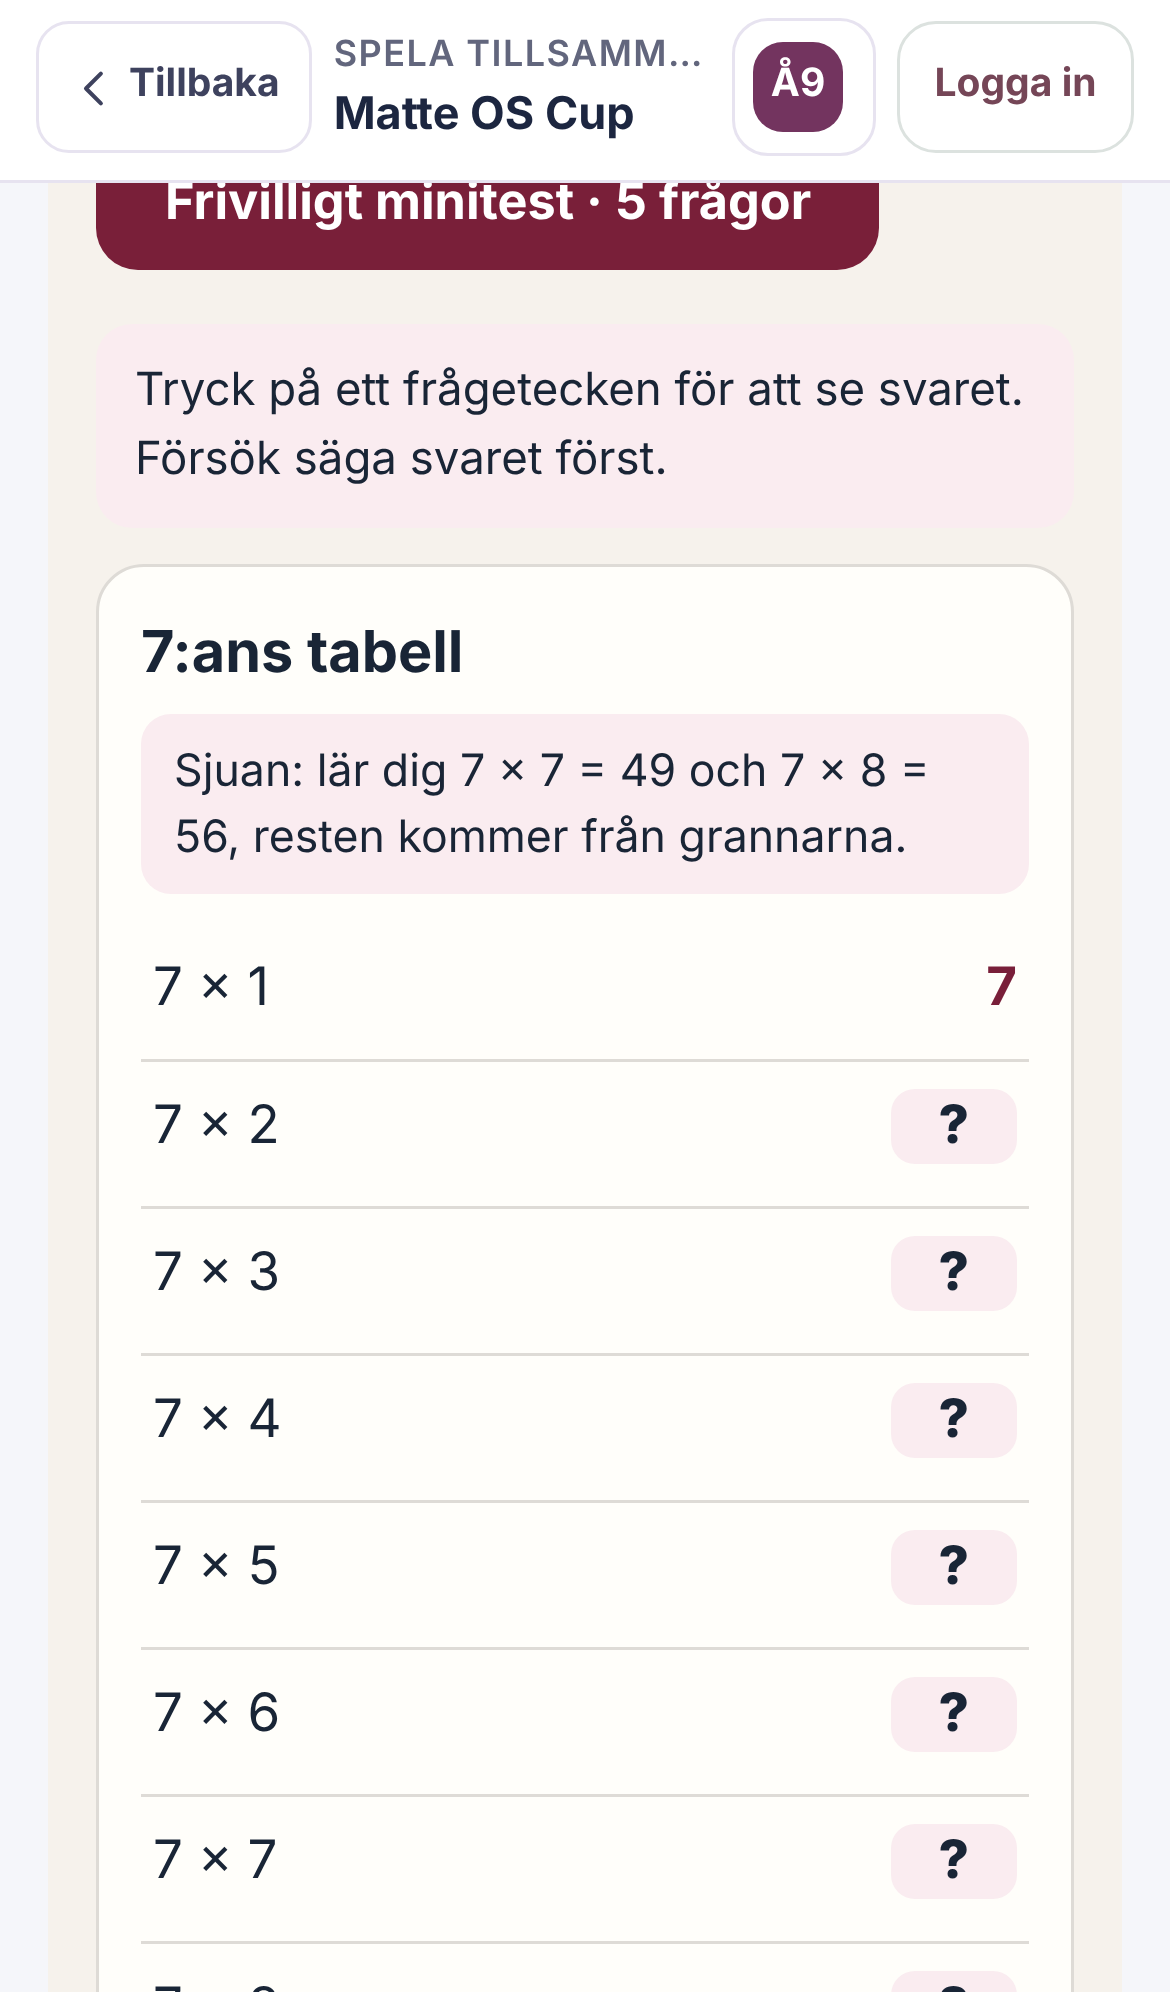 Tillbaka
SPELA TILLSAMM...
Matte OS Cup
Å9
Logga in
Frivilligt minitest · 5 frågor
Tryck på ett frågetecken för att se svaret.
Försök säga svaret först.
7:ans tabell
Sjuan: lär dig 7 × 7 = 49 och 7 × 8 =
56, resten kommer från grannarna.
7 × 1 7
7 × 2 ?
7 × 3 ?
7 × 4 ?
7 × 5 ?
7 × 6 ?
7 × 7 ?